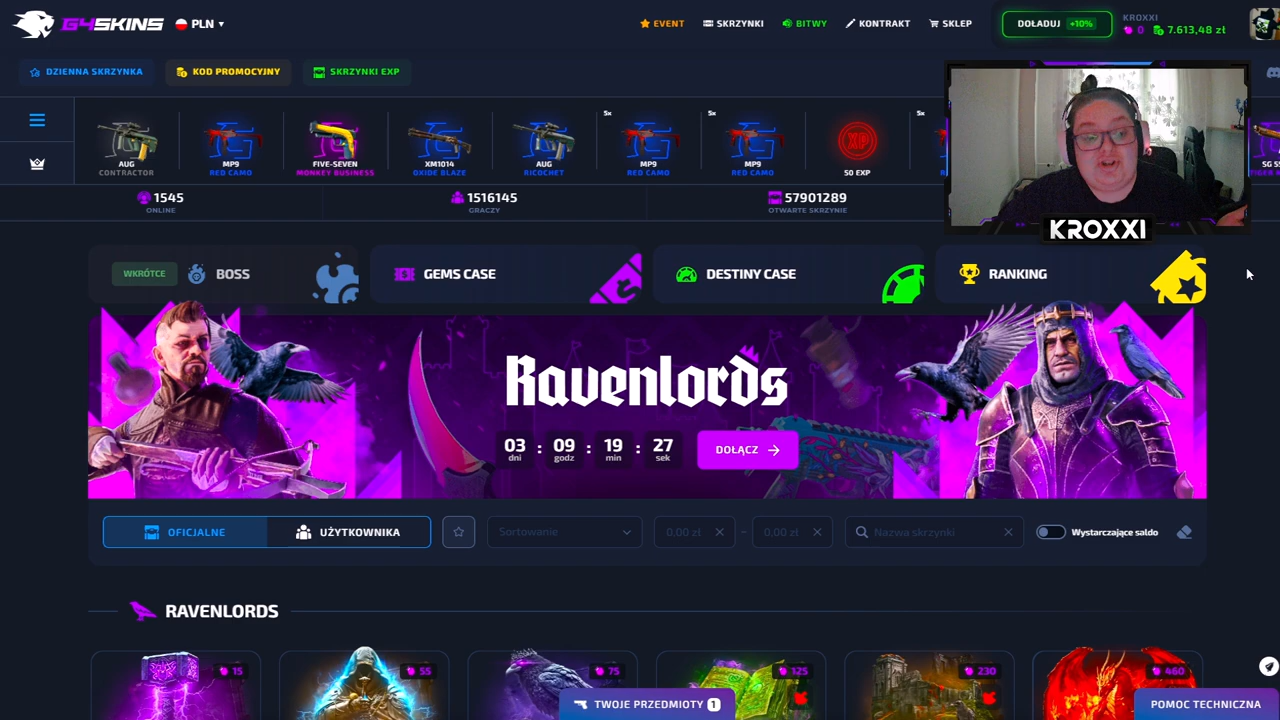 G4SKINS
PLN
EVENT
SKRZYNKI
BITWY
KONTRAKT
SKLEP
DOŁADUJ +10%
KROXXI
0 7.613,48 zł
DZIENNA SKRZYNKA
KOD PROMOCYJNY
SKRZYNKI EXP
AUG
CONTRACTOR
MP9
RED CAMO
FIVE-SEVEN
MONKEY BUSINESS
XM1014
OXIDE BLAZE
AUG
RICOCHET
5x
MP9
RED CAMO
5x
MP9
RED CAMO
XP
50 EXP
5x
SG 55
1545
ONLINE
1516145
GRACZY
57901289
OTWARTE SKRZYNIE
KROXXI
WKRÓTCE
BOSS
GEMS CASE
DESTINY CASE
RANKING
Ravenlords
03 : 09 : 19 : 27
dni godz min sek
DOŁĄCZ
OFICJALNE
UŻYTKOWNIKA
Sortowanie
0,00 zł – 0,00 zł
Nazwa skrzynki
Wystarczające saldo
RAVENLORDS
15
55
75
125
230
460
TWOJE PRZEDMIOTY 1
POMOC TECHNICZNA